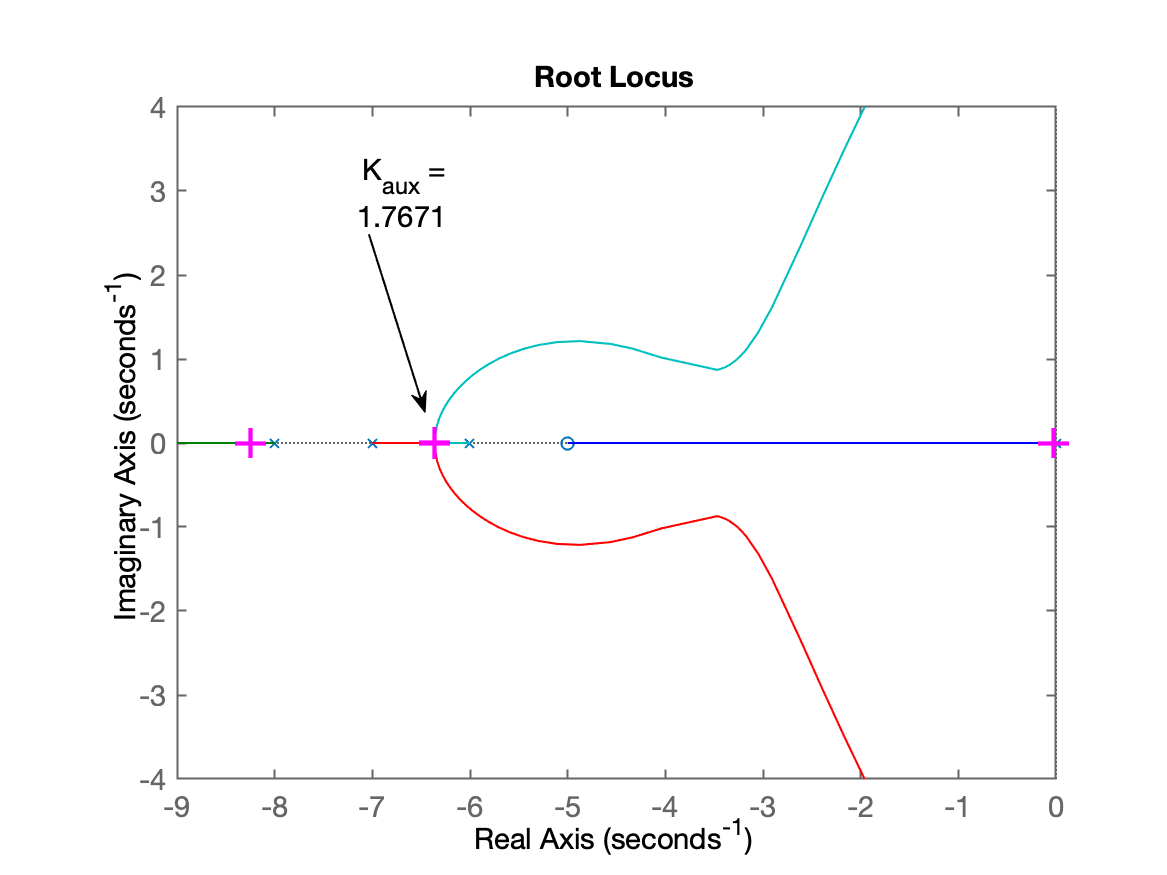 Root Locus
4
3
2
1
0
-1
-2
-3
-4
Imaginary Axis (seconds⁻¹)
K_aux =
1.7671
-9 -8 -7 -6 -5 -4 -3 -2 -1 0
Real Axis (seconds⁻¹)